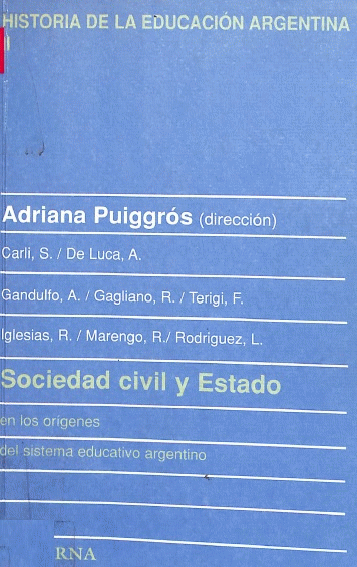 HISTORIA DE LA EDUCACIÓN ARGENTINA
Adriana Puiggrós (dirección)
Carli, S. / De Luca, A.
Gandulfo, A. / Gagliano, R. / Terigi, F.
Iglesias, R. / Marengo, R./ Rodriguez, L.
Sociedad civil y Estado
en los orígenes
del sistema educativo argentino
RNA